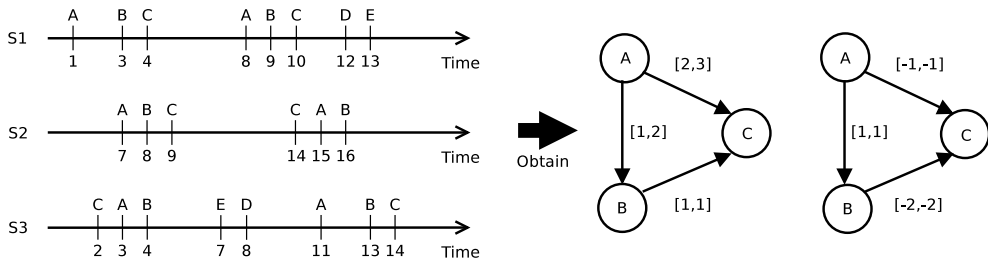 A B C A B C D E
S1
1 3 4 8 9 10 12 13 Time
A B C C A B
S2
7 8 9 14 15 16 Time
C A B E D A B C
S3
2 3 4 7 8 11 13 14 Time
Obtain
A
[2,3]
C
[1,2]
B
[1,1]
A
[-1,-1]
C
[1,1]
B
[-2,-2]